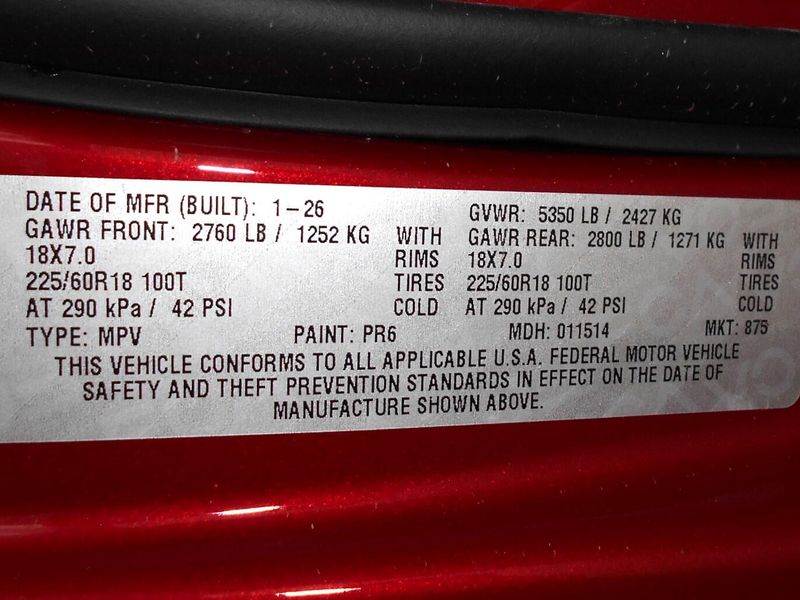 DATE OF MFR (BUILT): 1-26 GVWR: 5350 LB / 2427 KG
GAWR FRONT: 2760 LB / 1252 KG WITH GAWR REAR: 2800 LB / 1271 KG WITH
18X7.0 RIMS 18X7.0 RIMS
225/60R18 100T TIRES 225/60R18 100T TIRES
AT 290 kPa / 42 PSI COLD AT 290 kPa / 42 PSI COLD
TYPE: MPV PAINT: PR6 MDH: 011514 MKT: 875
THIS VEHICLE CONFORMS TO ALL APPLICABLE U.S.A. FEDERAL MOTOR VEHICLE
SAFETY AND THEFT PREVENTION STANDARDS IN EFFECT ON THE DATE OF
MANUFACTURE SHOWN ABOVE.